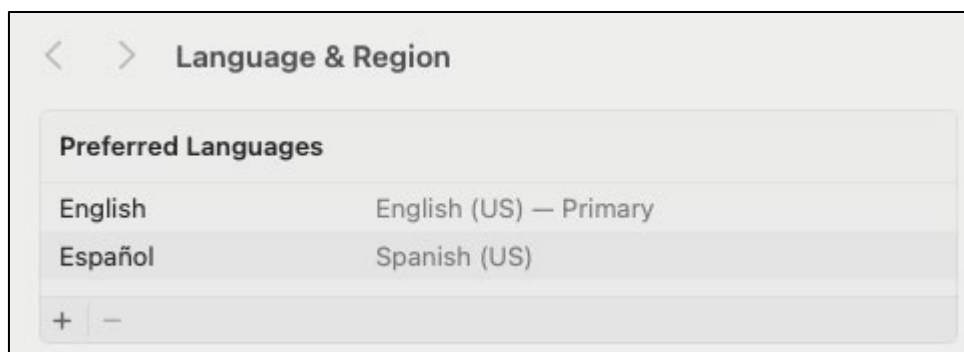 Language & Region
Preferred Languages
English English (US) — Primary
Español Spanish (US)
+ −